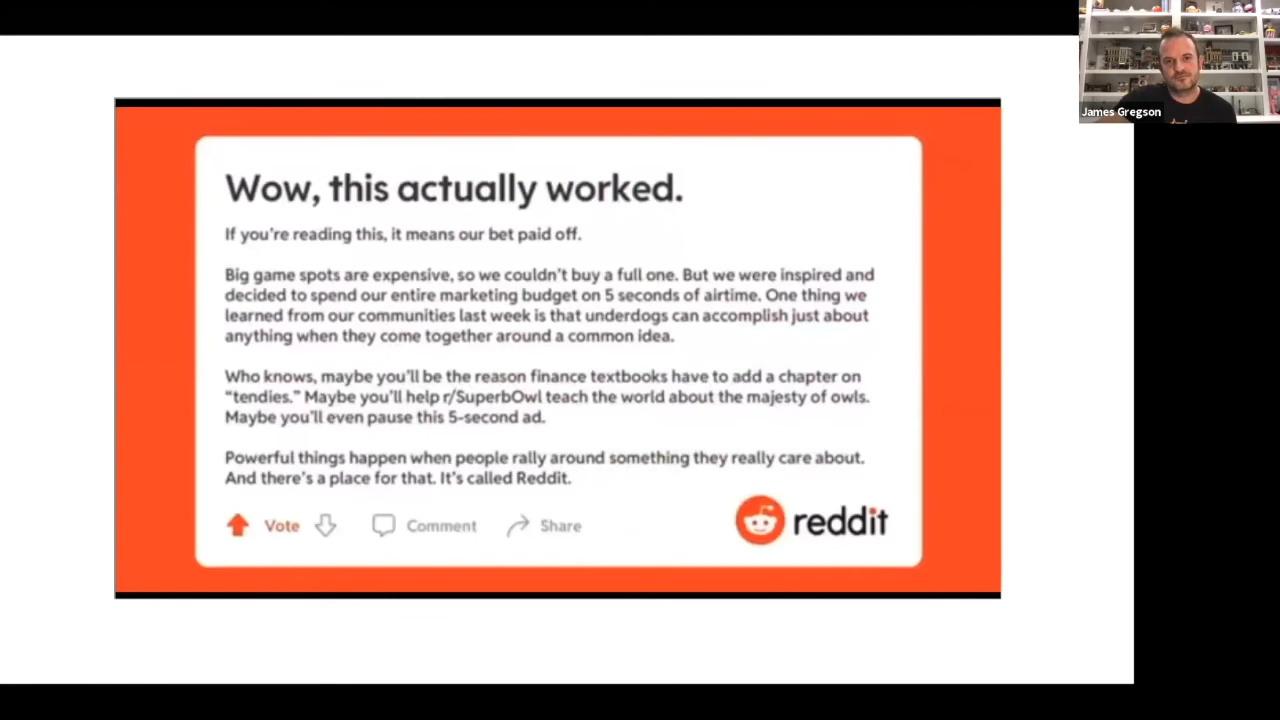 Wow, this actually worked.
If you're reading this, it means our bet paid off.
Big game spots are expensive, so we couldn't buy a full one. But we were inspired and
decided to spend our entire marketing budget on 5 seconds of airtime. One thing we
learned from our communities last week is that underdogs can accomplish just about
anything when they come together around a common idea.
Who knows, maybe you'll be the reason finance textbooks have to add a chapter on
“tendies.” Maybe you'll help r/SuperbOwl teach the world about the majesty of owls.
Maybe you'll even pause this 5-second ad.
Powerful things happen when people rally around something they really care about.
And there's a place for that. It's called Reddit.
Vote Comment Share
reddit
James Gregson